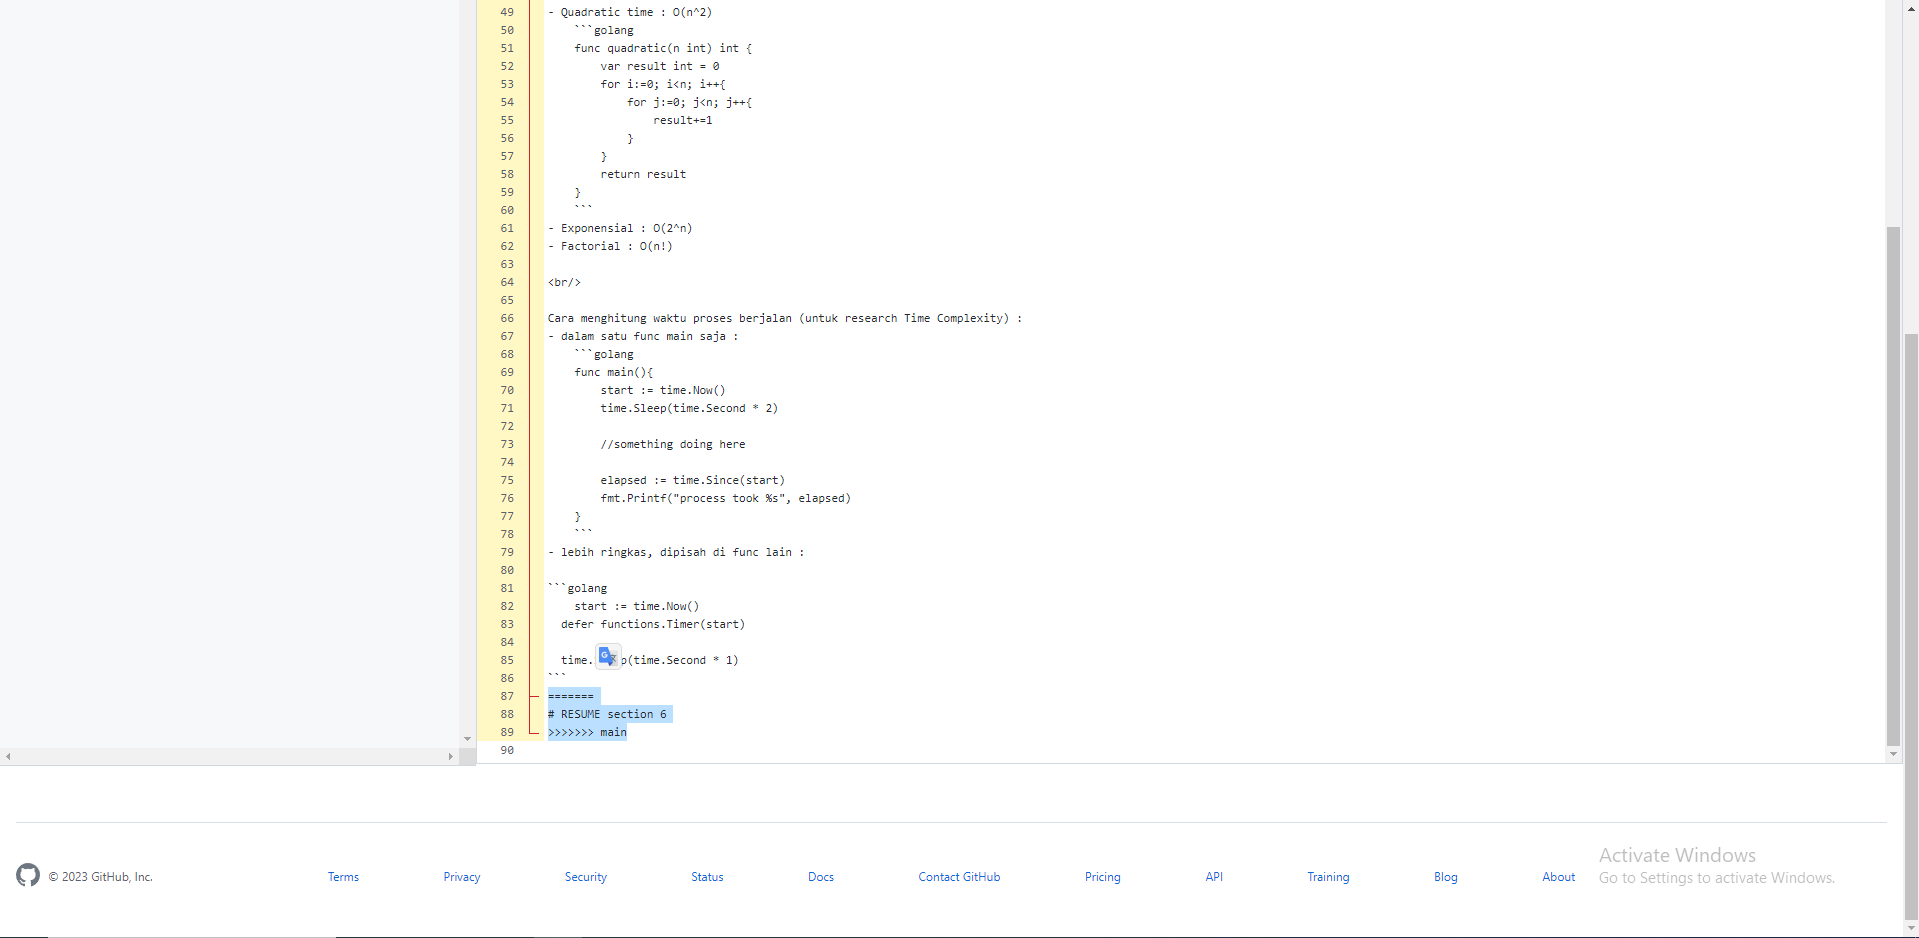 49 - Quadratic time : O(n^2)
50     ```golang
51     func quadratic(n int) int {
52         var result int = 0
53         for i:=0; i<n; i++{
54             for j:=0; j<n; j++{
55                 result+=1
56             }
57         }
58         return result
59     }
60     ```
61 - Exponensial : O(2^n)
62 - Factorial : O(n!)
63
64 <br/>
65
66 Cara menghitung waktu proses berjalan (untuk research Time Complexity) :
67 - dalam satu func main saja :
68     ```golang
69     func main(){
70         start := time.Now()
71         time.Sleep(time.Second * 2)
72
73         //something doing here
74
75         elapsed := time.Since(start)
76         fmt.Printf("process took %s", elapsed)
77     }
78     ```
79 - lebih ringkas, dipisah di func lain :
80
81 ```golang
82     start := time.Now()
83   defer functions.Timer(start)
84
85   time. p(time.Second * 1)
86 ```
87 =======
88 # RESUME section 6
89 >>>>>>> main
90
© 2023 GitHub, Inc. Terms Privacy Security Status Docs Contact GitHub Pricing API Training Blog About
Activate Windows
Go to Settings to activate Windows.